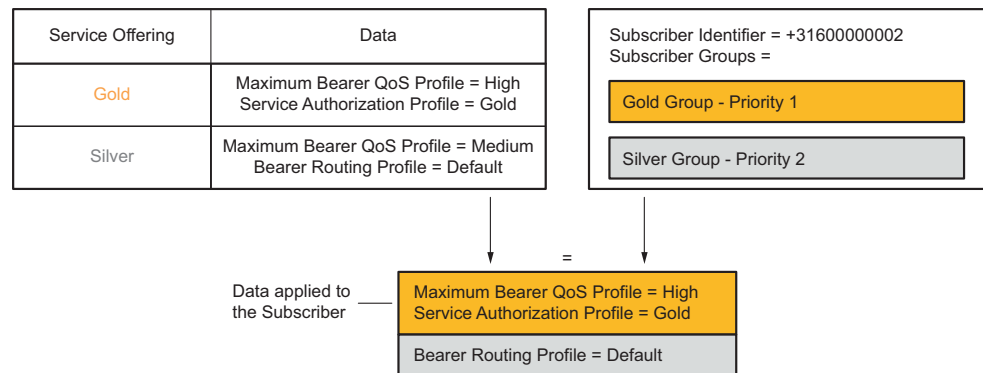 Service Offering
Data
Gold
Maximum Bearer QoS Profile = High
Service Authorization Profile = Gold
Silver
Maximum Bearer QoS Profile = Medium
Bearer Routing Profile = Default
Subscriber Identifier = +31600000002
Subscriber Groups =
Gold Group - Priority 1
Silver Group - Priority 2
=
Data applied to
the Subscriber
Maximum Bearer QoS Profile = High
Service Authorization Profile = Gold
Bearer Routing Profile = Default